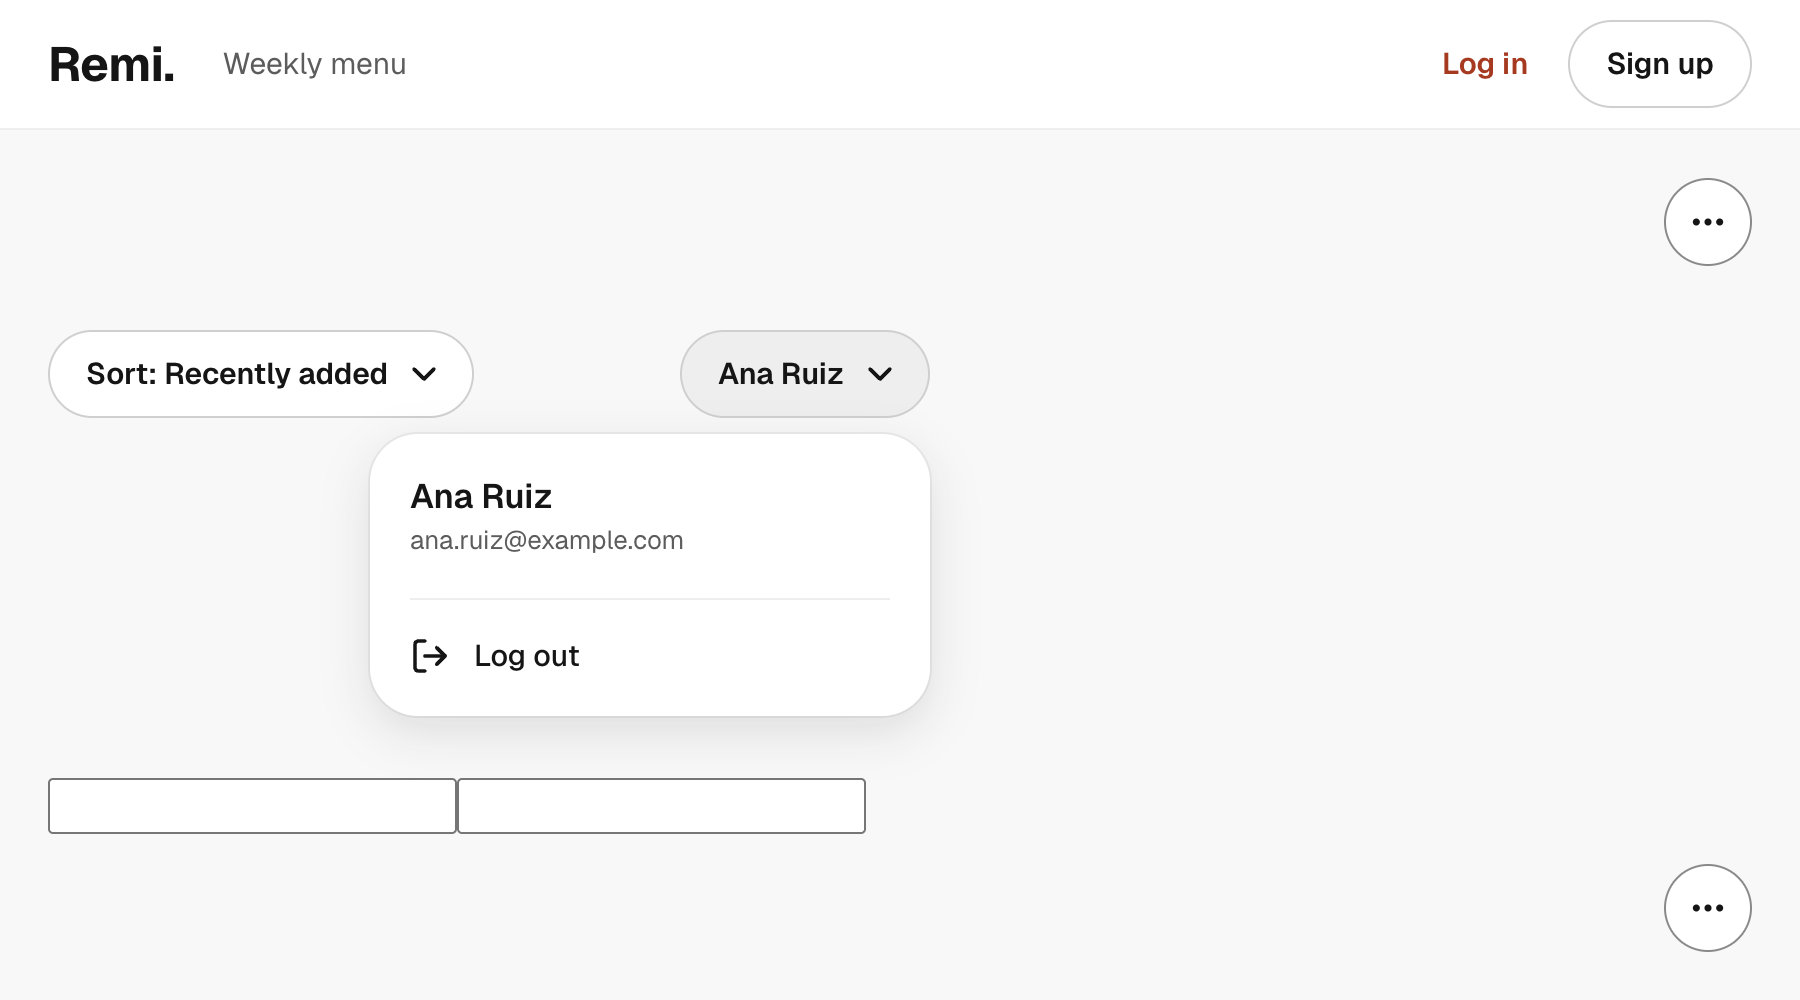 Remi.
Weekly menu
Log in
Sign up
Sort: Recently added
Ana Ruiz
Ana Ruiz
ana.ruiz@example.com
Log out